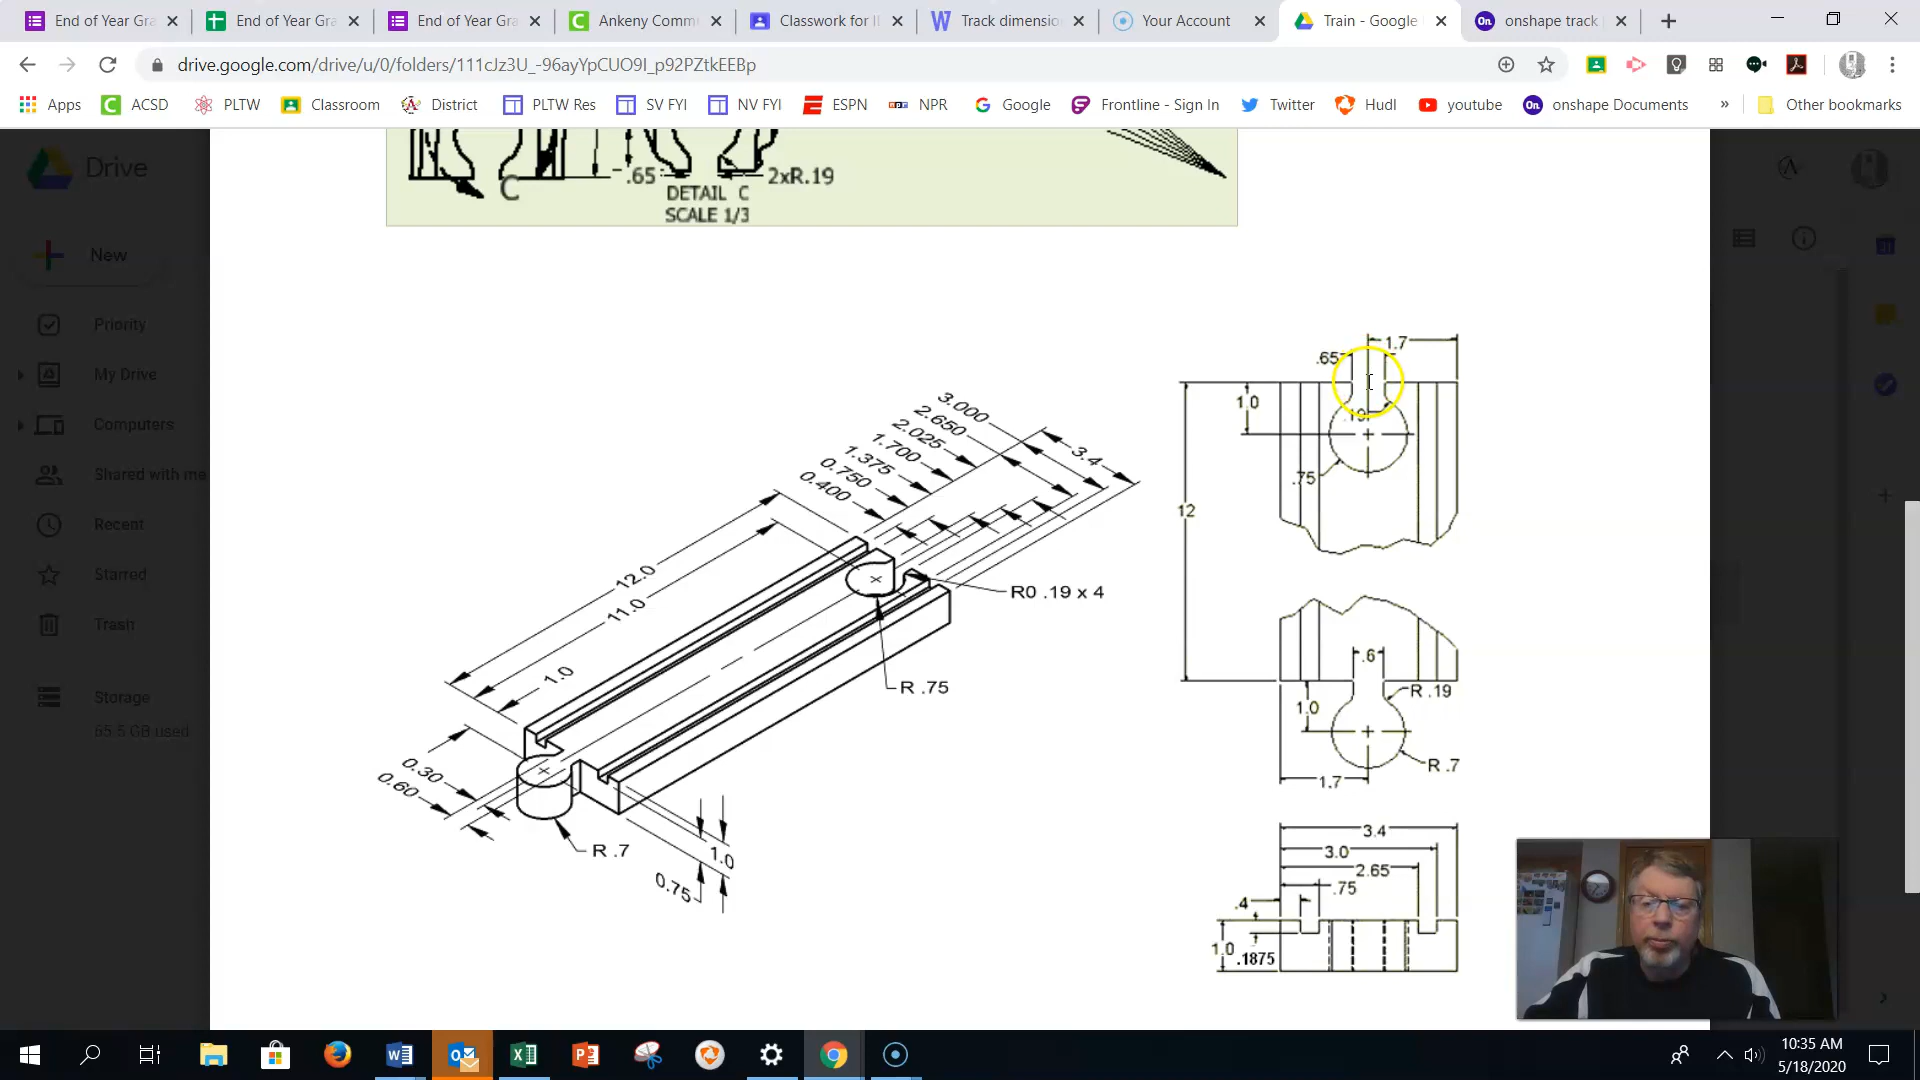 End of Year Gra
End of Year Gra
End of Year Gra
Ankeny Comm
Classwork for I
Track dimensio
Your Account
Train - Google
onshape track
drive.google.com/drive/u/0/folders/111cJz3U_-96ayYpCUO9I_p92PZtkEEBp
Apps
ACSD
PLTW
Classroom
District
PLTW Res
SV FYI
NV FYI
ESPN
NPR
Google
Frontline - Sign In
Twitter
Hudl
youtube
onshape Documents
»
Other bookmarks
Drive
New
Priority
My Drive
Computers
Shared with me
Recent
Starred
Trash
Storage
65.5 GB used
C
.65
2xR.19
DETAIL C
SCALE 1/3
3.000
2.650
2.025
1.700
1.375
0.750
0.400
3.4
12.0
11.0
1.0
R0 .19 x 4
R .75
0.30
0.60
R .7
1.0
0.75
1.7
.65
1.0
.19
.75
12
.6
R .19
1.0
R .7
1.7
3.4
3.0
2.65
.75
.4
1.0
.1875
10:35 AM
5/18/2020